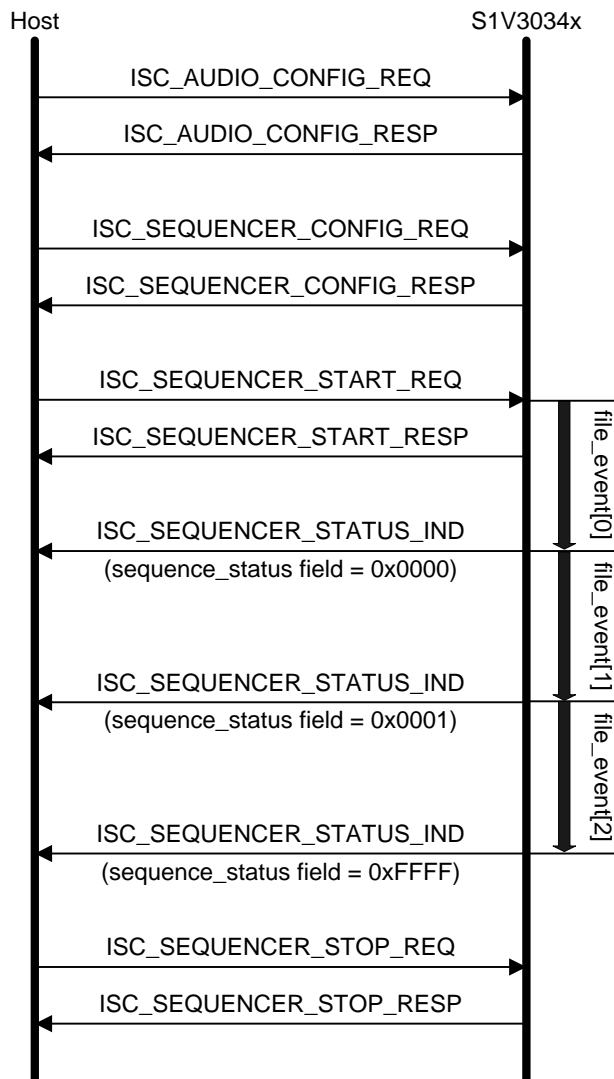 Host
S1V3034x
ISC_AUDIO_CONFIG_REQ
ISC_AUDIO_CONFIG_RESP
ISC_SEQUENCER_CONFIG_REQ
ISC_SEQUENCER_CONFIG_RESP
ISC_SEQUENCER_START_REQ
ISC_SEQUENCER_START_RESP
file_event[0]
ISC_SEQUENCER_STATUS_IND
(sequence_status field = 0x0000)
file_event[1]
ISC_SEQUENCER_STATUS_IND
(sequence_status field = 0x0001)
file_event[2]
ISC_SEQUENCER_STATUS_IND
(sequence_status field = 0xFFFF)
ISC_SEQUENCER_STOP_REQ
ISC_SEQUENCER_STOP_RESP